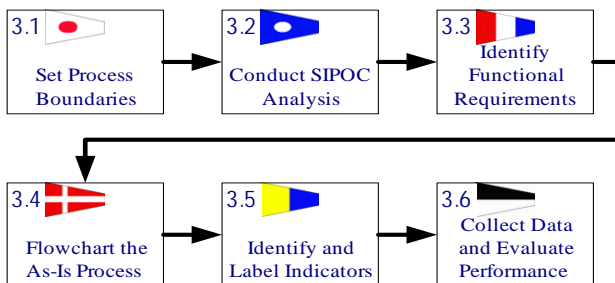 3.1
Set Process
Boundaries
3.2
Conduct SIPOC
Analysis
3.3
Identify
Functional
Requirements
3.4
Flowchart the
As-Is Process
3.5
Identify and
Label Indicators
3.6
Collect Data
and Evaluate
Performance